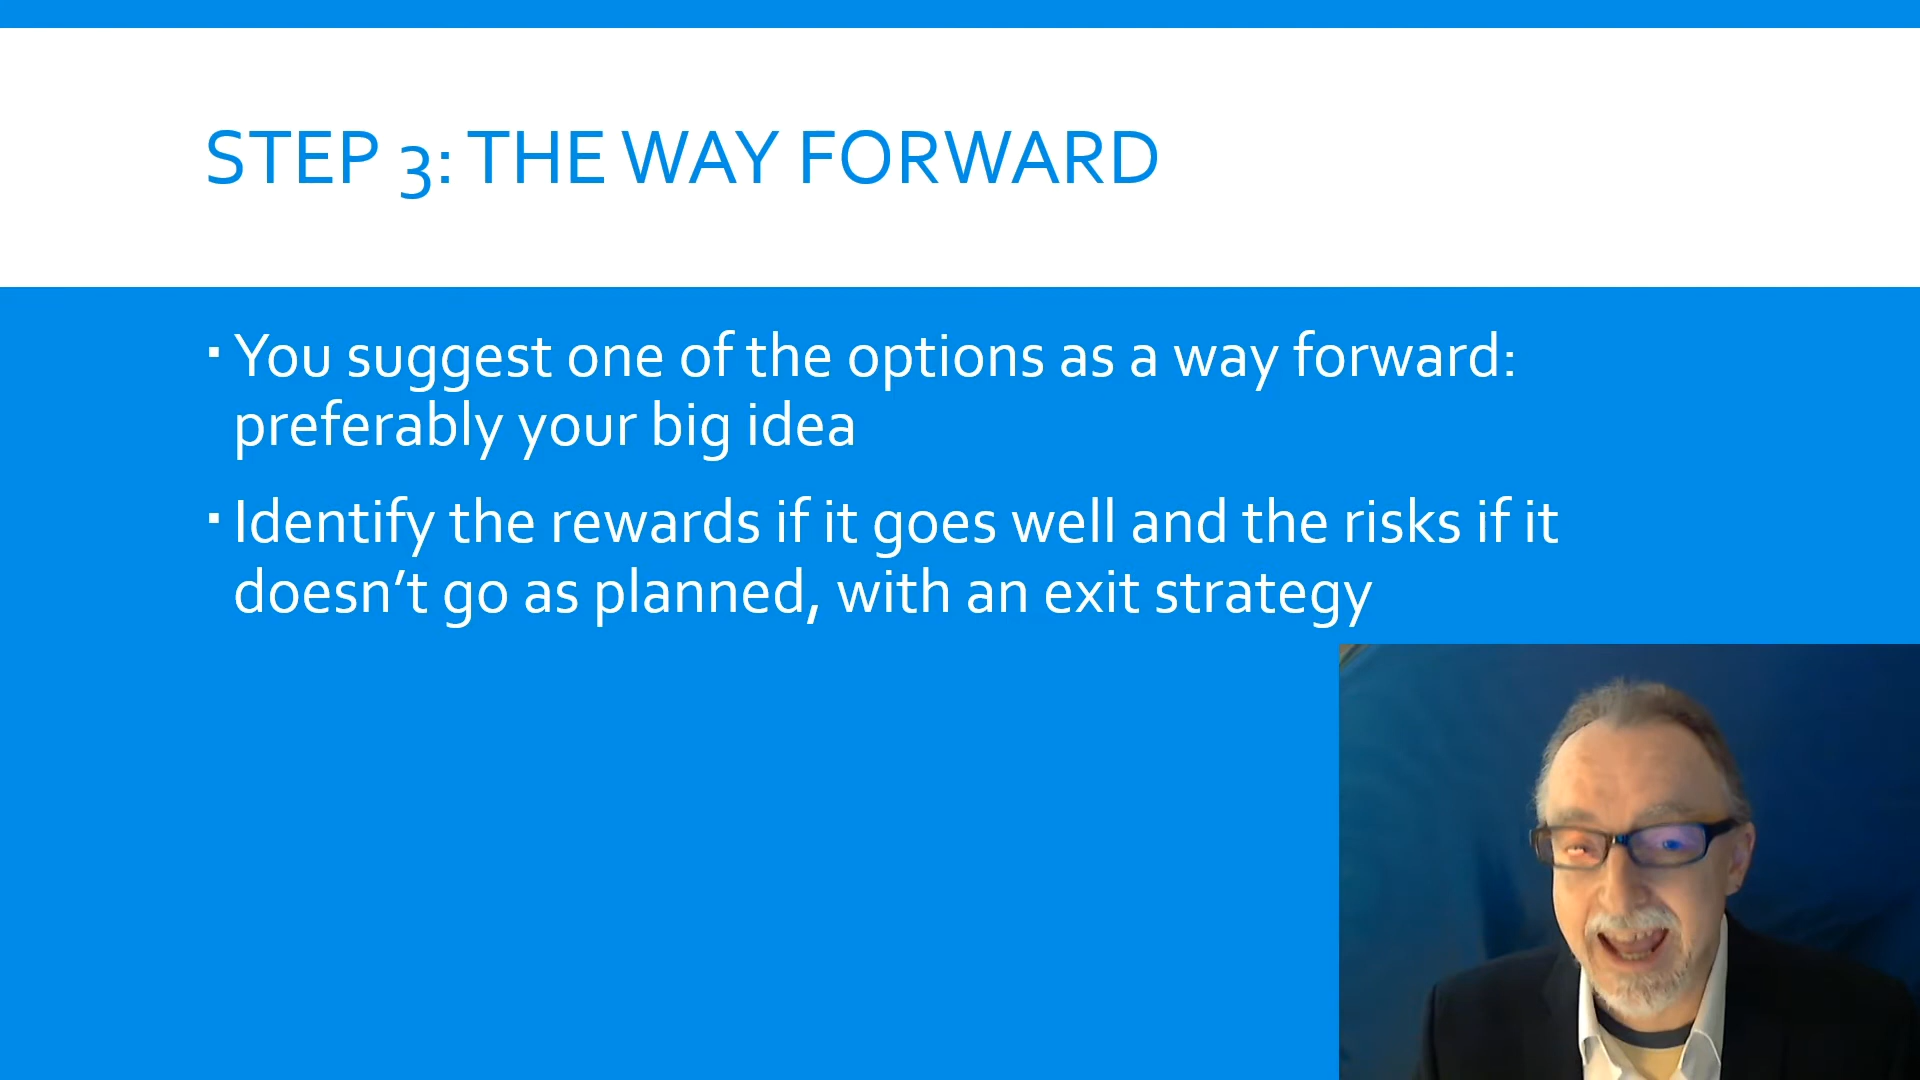 STEP 3: THE WAY FORWARD
▪ You suggest one of the options as a way forward:
preferably your big idea
▪ Identify the rewards if it goes well and the risks if it
doesn’t go as planned, with an exit strategy